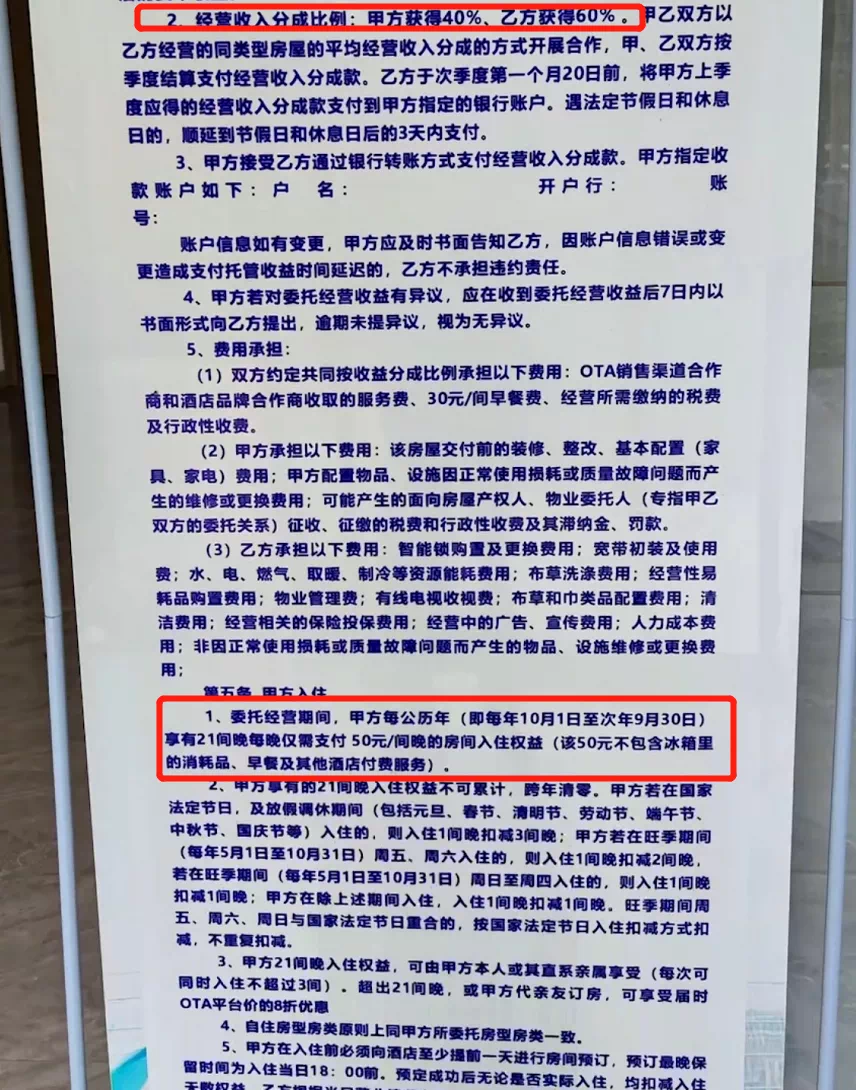 2、经营收入分成比例：甲方获得40%、乙方获得60%。甲乙双方以
乙方经营的同类型房屋的平均经营收入分成的方式开展合作，甲、乙双方按
季度结算支付经营收入分成款。乙方于次季度第一个月20日前，将甲方上季
度应得的经营收入分成款支付到甲方指定的银行账户。遇法定节假日和休息
日的，顺延到节假日和休息日后的3天内支付。
3、甲方接受乙方通过银行转账方式支付经营收入分成款。甲方指定收
款账户如下：户 名： 开户行： 账
号：
账户信息如有变更，甲方应及时书面告知乙方，因账户信息错误或变
更造成支付托管收益时间延迟的，乙方不承担违约责任。
4、甲方若对委托经营收益有异议，应在收到委托经营收益后7日内以
书面形式向乙方提出，逾期未提异议，视为无异议。
5、费用承担：
（1）双方约定共同按收益分成比例承担以下费用：OTA销售渠道合作
商和酒店品牌合作商收取的服务费、30元/间早餐费、经营所需缴纳的税费
及行政性收费。
（2）甲方承担以下费用：该房屋交付前的装修、整改、基本配置（家
具、家电）费用；甲方配置物品、设施因正常使用损耗或质量故障问题而产
生的维修或更换费用；可能产生的面向房屋产权人、物业委托人（专指甲乙
双方的委托关系）征收、征缴的税费和行政性收费及其滞纳金、罚款。
（3）乙方承担以下费用：智能锁购置及更换费用；宽带初装及使用
费；水、电、燃气、取暖、制冷等资源能耗费用；布草洗涤费用；经营性易
耗品购置费用；物业管理费；有线电视收视费；布草和巾类品配置费用；清
洁费用；经营相关的保险投保费用；经营中的广告、宣传费用；人力成本费
用；非因正常使用损耗或质量故障问题而产生的物品、设施维修或更换费
用；
第五条 甲方入住
1、委托经营期间，甲方每公历年（即每年10月1日至次年9月30日）
享有21间晚每晚仅需支付 50元/间晚的房间入住权益（该50元不包含冰箱里
的消耗品、早餐及其他酒店付费服务）。
2、甲方享有的21间晚入住权益不可累计，跨年清零。甲方若在国家
法定节日，及放假调休期间（包括元旦、春节、清明节、劳动节、端午节、
中秋节、国庆节等）入住的，则入住1间晚扣减3间晚；甲方若在旺季期间
（每年5月1日至10月31日）周五、周六入住的，则入住1间晚扣减2间晚，
若在旺季期间（每年5月1日至10月31日）周日至周四入住的，则入住1间晚
扣减1间晚；甲方在除上述期间入住，入住1间晚扣减1间晚。旺季期间周
五、周六、周日与国家法定节日重合的，按国家法定节日入住扣减方式扣
减，不重复扣减。
3、甲方21间晚入住权益，可由甲方本人或其直系亲属享受（每次可
同时入住不超过3间）。超出21间晚，或甲方代亲友订房，可享受届时
OTA平台价的8折优惠
4、自住房型房类原则上同甲方所委托房型房类一致。
5、甲方在入住前必须向酒店至少提前一天进行房间预订，预订最晚保
留时间为入住当日18：00前。预定成功后无论是否实际入住，均扣减入住